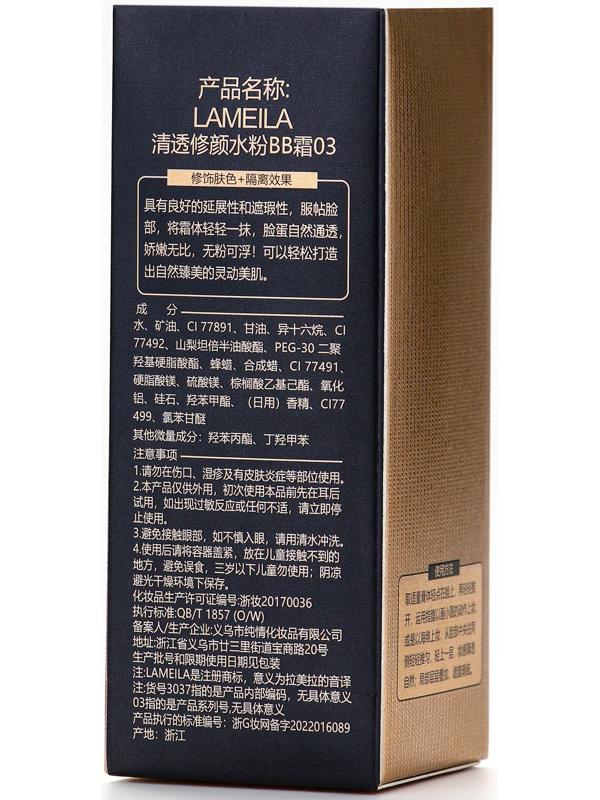 产品名称:
LAMEILA
清透修颜水粉BB霜03
修饰肤色+隔离效果
具有良好的延展性和遮瑕性，服帖脸
部，将霜体轻轻一抹，脸蛋自然通透，
娇嫩无比，无粉可浮！可以轻松打造
出自然臻美的灵动美肌。
成 分
水、矿油、CI 77891、甘油、异十六烷、CI
77492、山梨坦倍半油酸酯、PEG-30 二聚
羟基硬脂酸酯、蜂蜡、合成蜡、CI 77491、
硬脂酸镁、硫酸镁、棕榈酸乙基己酯、氧化
铝、硅石、羟苯甲酯、（日用）香精、CI77
499、氯苯甘醚
其他微量成分：羟苯丙酯、丁羟甲苯
注意事项
1.请勿在伤口、湿疹及有皮肤炎症等部位使用。
2.本产品仅供外用，初次使用本品前先在耳后
试用，如出现过敏反应或任何不适，请立即停
止使用。
3.避免接触眼部，如不慎入眼，请用清水冲洗。
4.使用后请将容器盖紧，放在儿童接触不到的
地方，避免误食，三岁以下儿童勿使用；阴凉
避光干燥环境下保存。
化妆品生产许可证编号:浙妆20170036
执行标准:QB/T 1857 (O/W)
备案人/生产企业:义乌市纯情化妆品有限公司
地址:浙江省义乌市廿三里街道宝商路20号
生产批号和限期使用日期见包装
注:LAMEILA是注册商标，意义为拉美拉的音译
注:货号3037指的是产品内部编码，无具体意义
03指的是产品系列号,无具体意义
产品执行的标准编号：浙G妆网备字2022016089
产地：浙江
使用方法